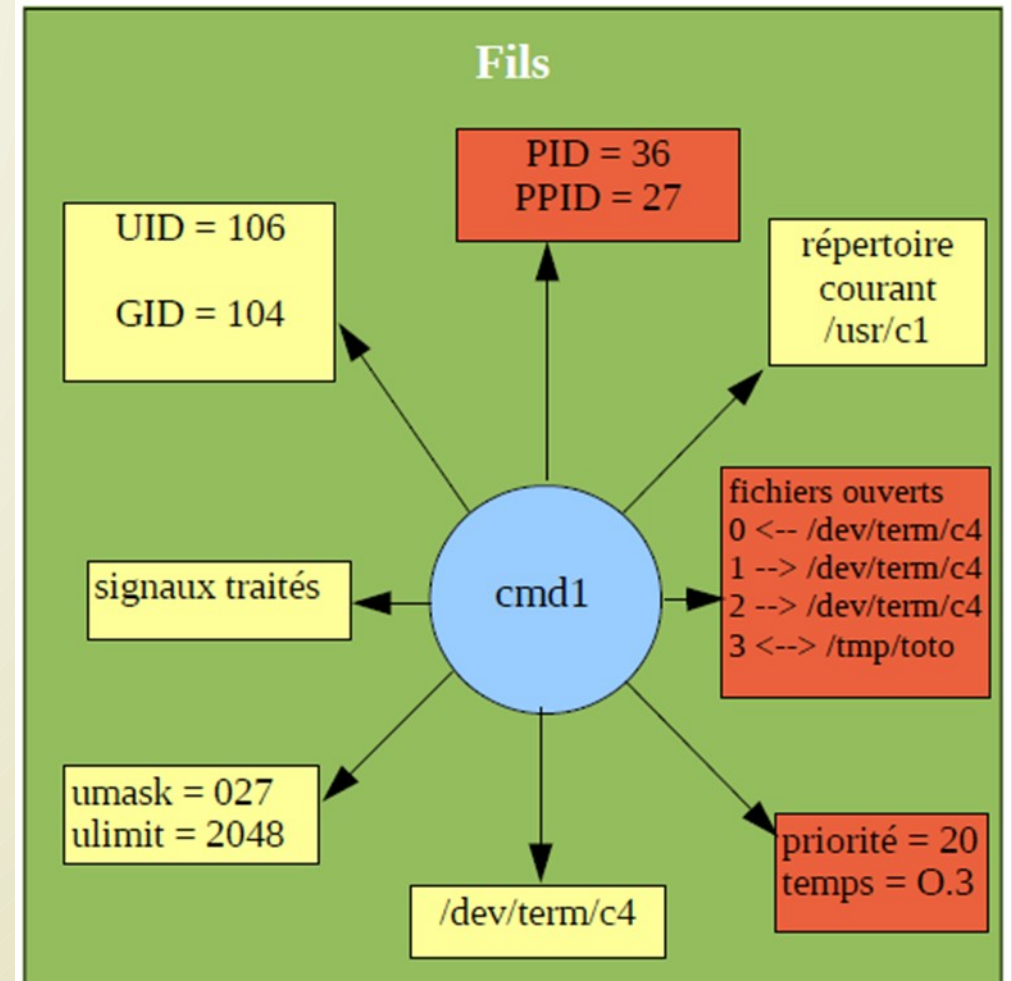 Fils
PID = 36
PPID = 27
UID = 106
GID = 104
répertoire
courant
/usr/c1
fichiers ouverts
0 <-- /dev/term/c4
1 --> /dev/term/c4
2 --> /dev/term/c4
3 <--> /tmp/toto
cmd1
signaux traités
umask = 027
ulimit = 2048
priorité = 20
temps = O.3
/dev/term/c4